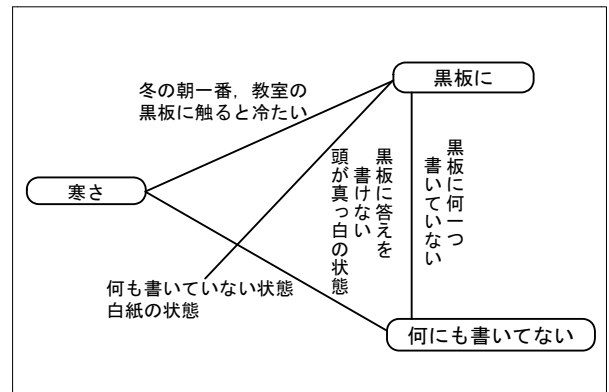 黒板に
冬の朝一番，教室の
黒板に触ると冷たい
寒さ
黒板に何一つ
書いていない
黒板に答えを
書けない
頭が真っ白の状態
何も書いていない状態
白紙の状態
何にも書いてない